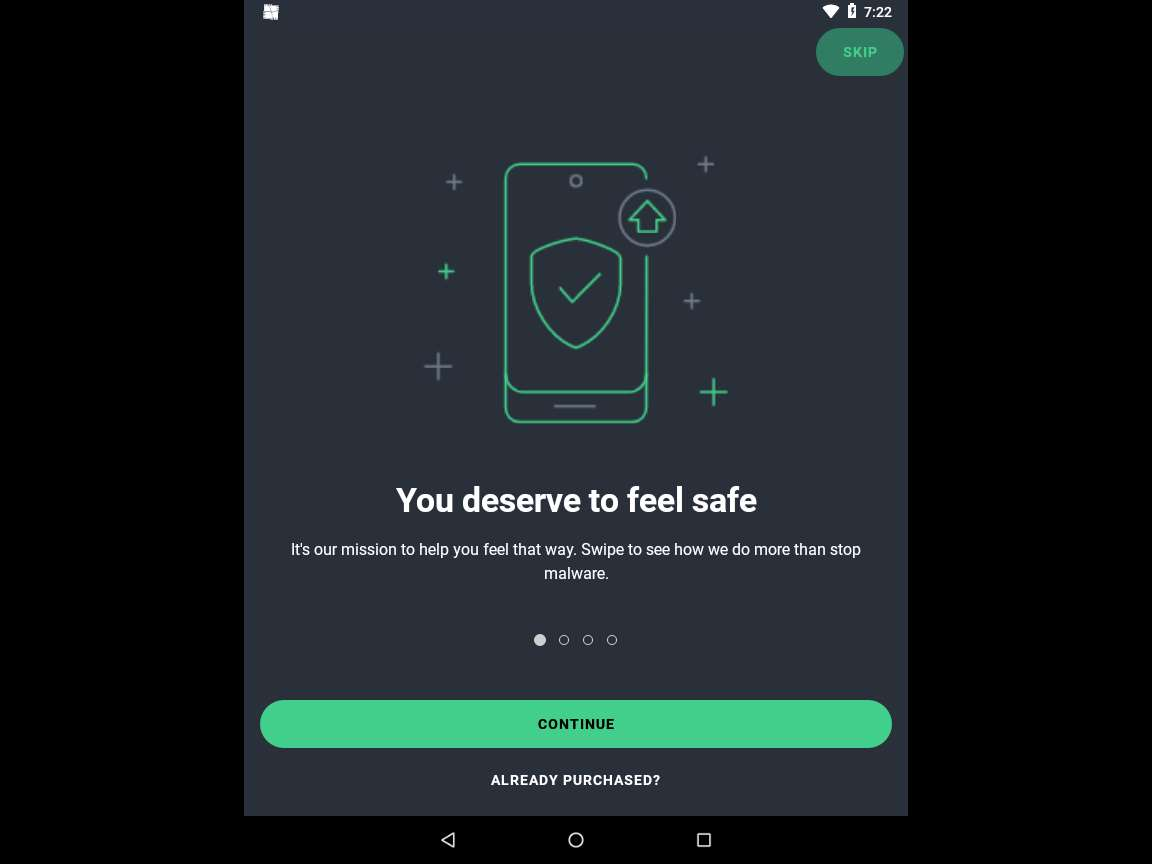 7:22
SKIP
You deserve to feel safe
It's our mission to help you feel that way. Swipe to see how we do more than stop
malware.
CONTINUE
ALREADY PURCHASED?